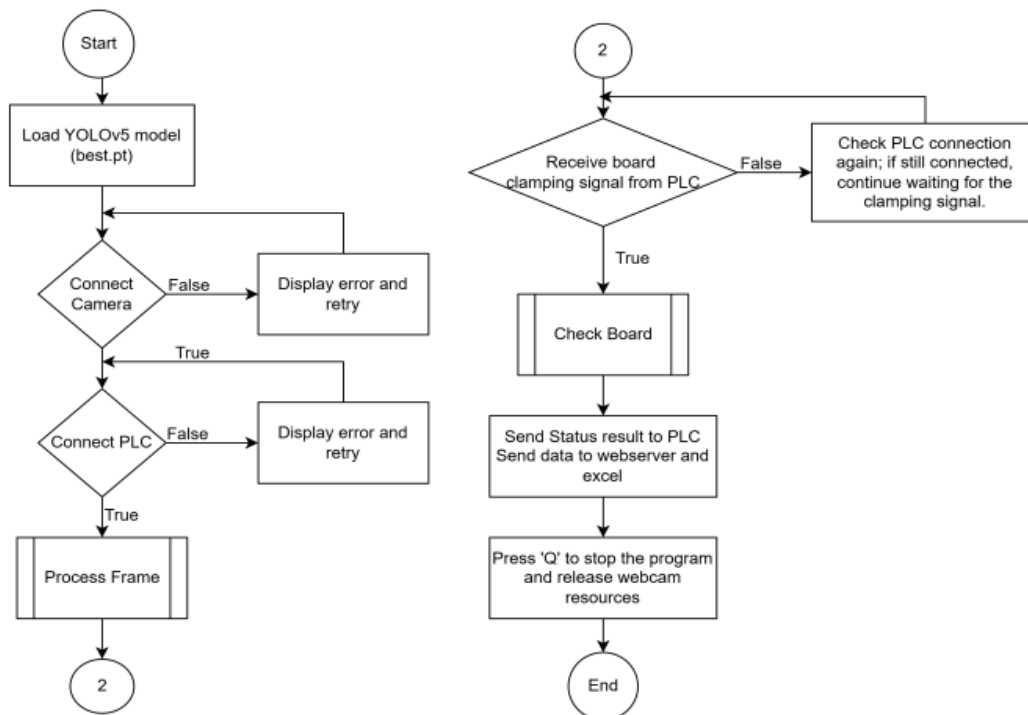 Start
Load YOLOv5 model
(best.pt)
Connect
Camera
False
Display error and
retry
True
Connect PLC
False
Display error and
retry
True
Process Frame
2
2
Receive board
clamping signal from PLC
False
Check PLC connection
again; if still connected,
continue waiting for the
clamping signal.
True
Check Board
Send Status result to PLC
Send data to webserver and
excel
Press 'Q' to stop the program
and release webcam
resources
End